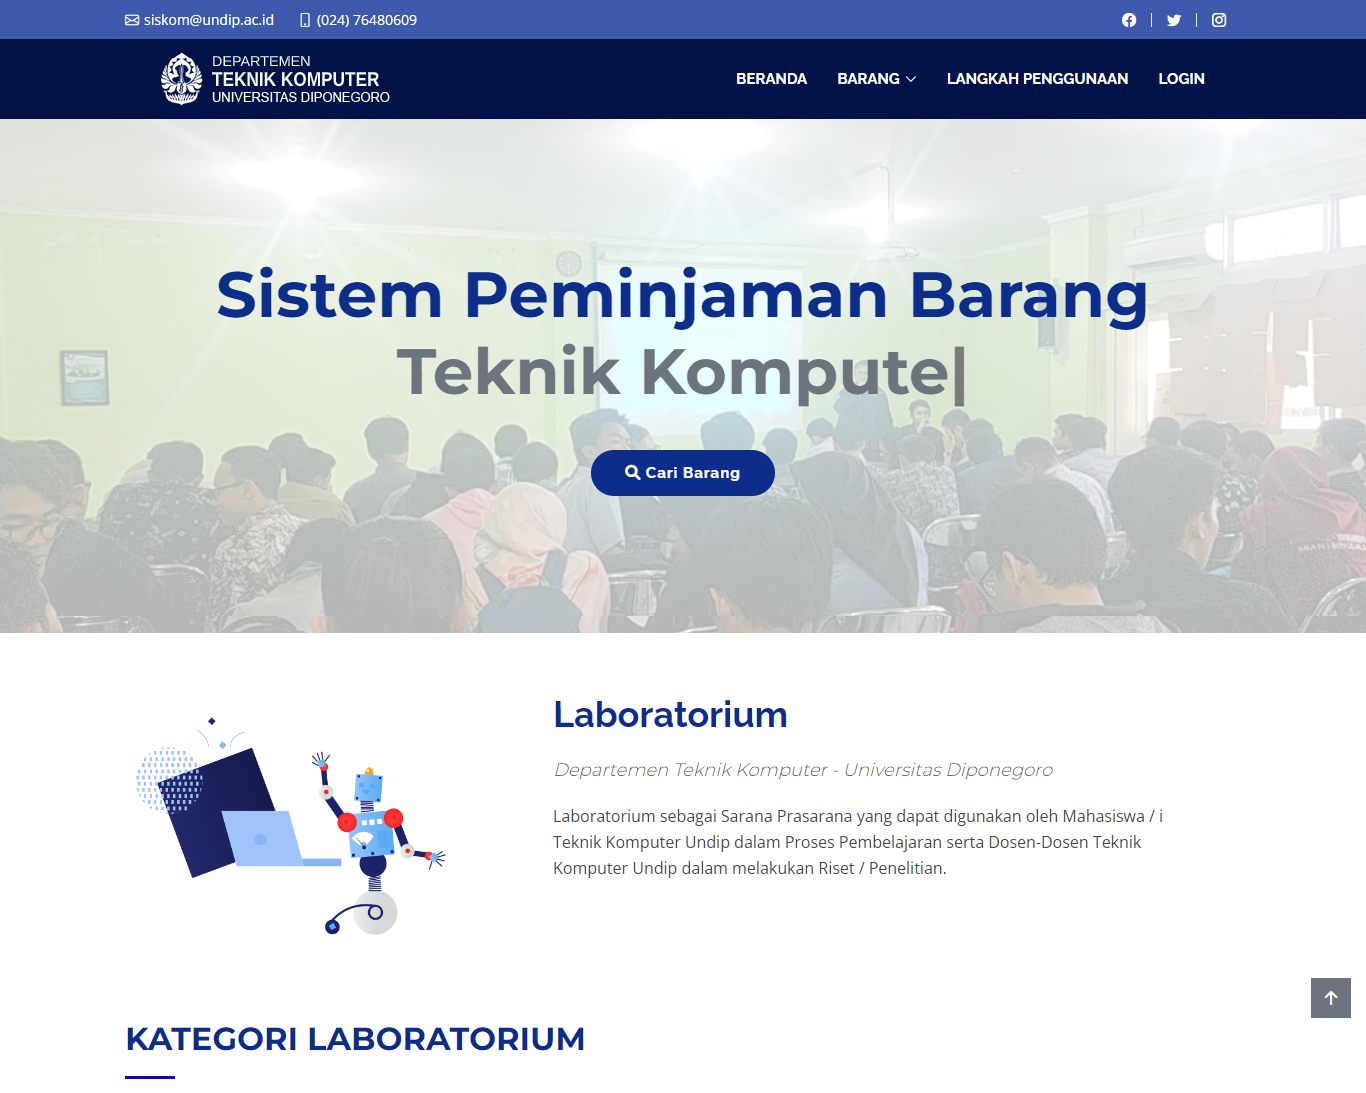 siskom@undip.ac.id (024) 76480609
DEPARTEMEN
TEKNIK KOMPUTER
UNIVERSITAS DIPONEGORO
BERANDA BARANG LANGKAH PENGGUNAAN LOGIN
Sistem Peminjaman Barang
Teknik Kompute|
Cari Barang
Laboratorium
Departemen Teknik Komputer - Universitas Diponegoro
Laboratorium sebagai Sarana Prasarana yang dapat digunakan oleh Mahasiswa / i
Teknik Komputer Undip dalam Proses Pembelajaran serta Dosen-Dosen Teknik
Komputer Undip dalam melakukan Riset / Penelitian.
KATEGORI LABORATORIUM